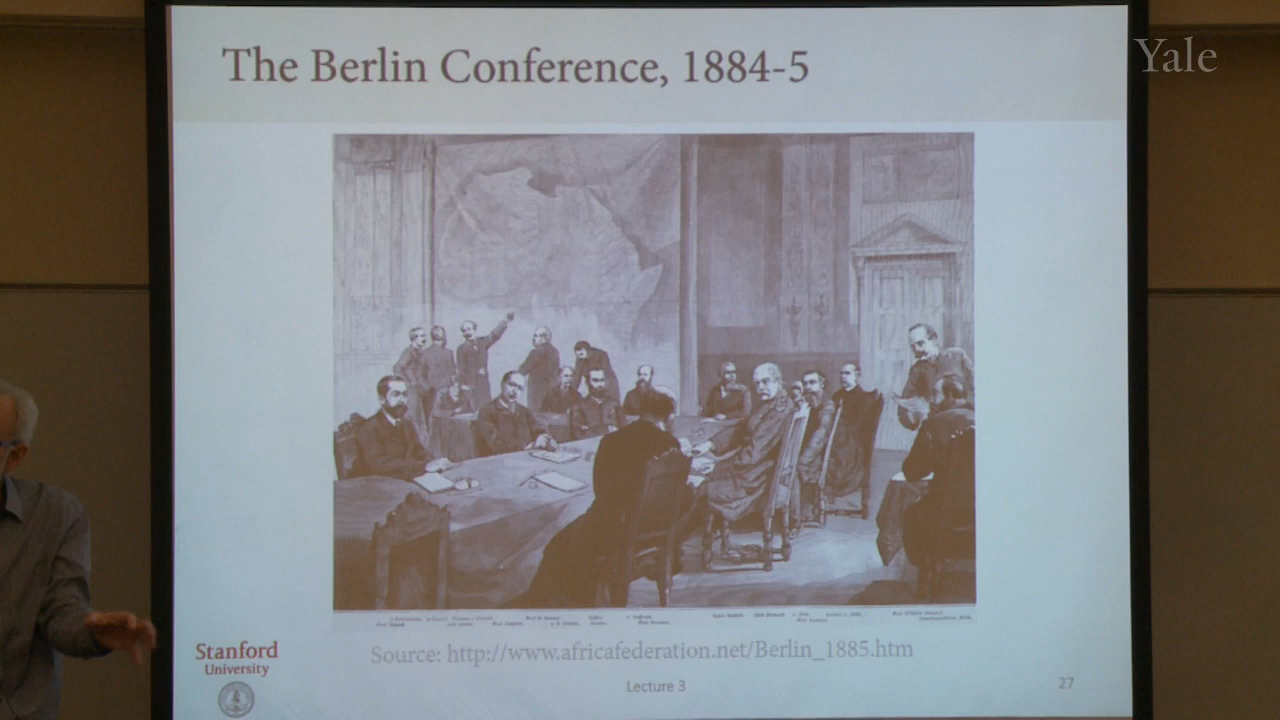 The Berlin Conference, 1884-5
Yale
Stanford
University
Source: http://www.africafederation.net/Berlin_1885.htm
Lecture 3
27